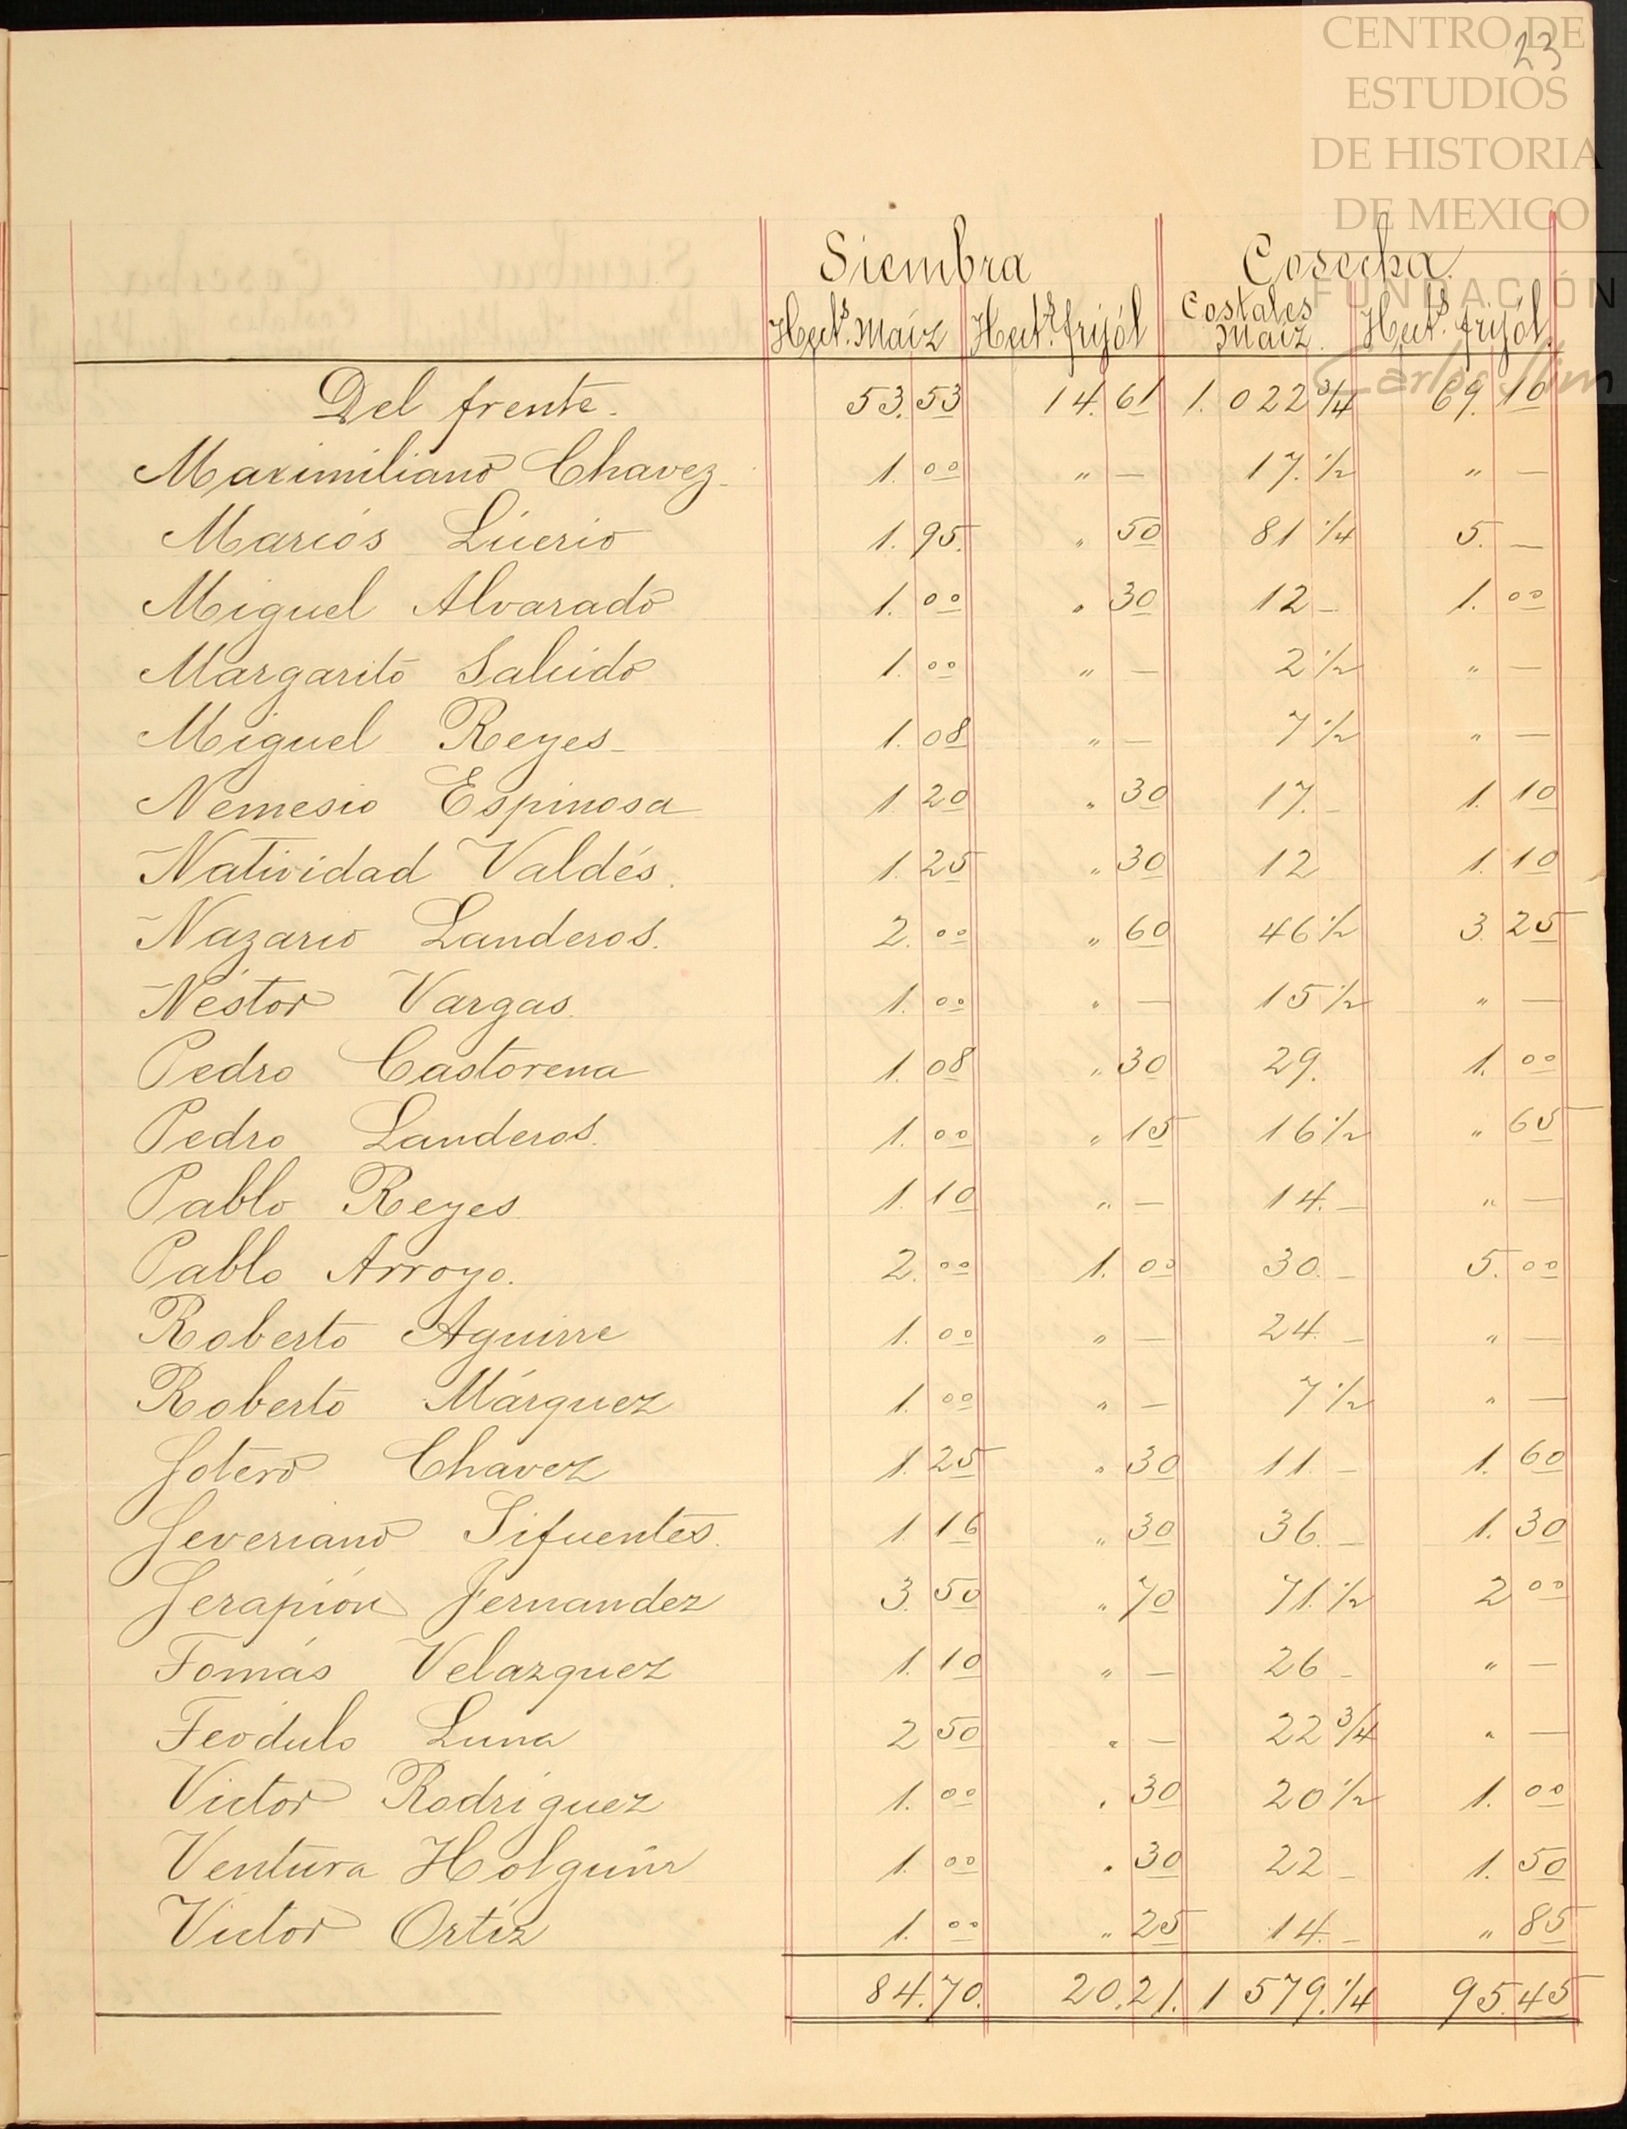 CENTRO DE
ESTUDIOS
DE HISTORIA
DE MEXICO
FUNDACIÓN
Carlos Slim
23
Siembra Cosecha.
Hect.s Maíz Hect.s frijól Costales Maíz. Hect.s frijól.
Del frente. 53.53 14.61 1.022 3/4 69.10
Maximiliano Chavez. 1.00 " — 17.1/2 " —
Marcos Lucrio 1.95. " 50 81 1/4 5. —
Miguel Alvarado 1.00 " 30 12 — 1.00
Margarito Salcido 1.00 " — 2 1/2 " —
Miguel Reyes — 1.08 " — 7 1/2 " —
Nemesio Espinosa 1 20 " 30 17. — 1.10
Natividad Valdés. 1.25 " 30 12 1.10
Nazario Landeros. 2.00 " 60 46 1/2 3.25
Néstor Vargas. 1.00 " — 15 1/2 " —
Pedro Castorena 1.08 " 30 29. 1.00
Pedro Landeros. 1.00 " 15 16 1/2 " 65
Pablo Reyes 1.10 " — 14. — " —
Pablo Arroyo. 2.00 1.00 30. — 5.00
Roberto Aguirre 1.00 " — 24. — " —
Roberto Márquez 1.00 " — 7 1/2 " —
Sotero Chavez 1.25 " 30 11. — 1.60
Severiano Sifuentes. 1.16 " 30 36. — 1.30
Serapión Fernandez 3.50 " 70 71.1/2 2 00
Tomás Velazquez 1.10 " — 26 — " —
Teodulo Luna 2 50 " — 22 3/4 " —
Victor Rodriguez 1.00 " 30 20 1/2 1.00
Ventura Holguín 1.00 " 30 22 — 1.50
Victor Ortíz 1.00 " 25 14. — " 85
84.70. 20.21. 1 579.1/4 95.45